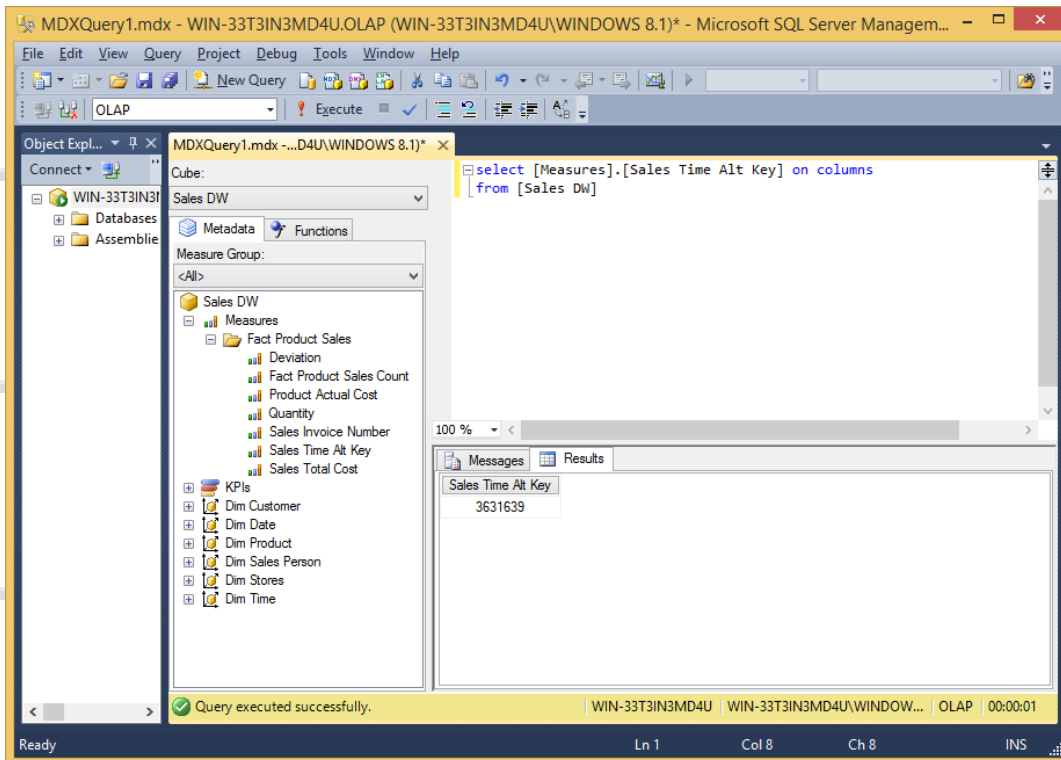 MDXQuery1.mdx - WIN-33T3IN3MD4U.OLAP (WIN-33T3IN3MD4U\WINDOWS 8.1)* - Microsoft SQL Server Managem...
File Edit View Query Project Debug Tools Window Help
New Query
OLAP Execute
Object Expl...
Connect
WIN-33T3IN3
Databases
Assemblie
MDXQuery1.mdx -...D4U\WINDOWS 8.1)*
Cube:
Sales DW
Metadata Functions
Measure Group:
<All>
Sales DW
Measures
Fact Product Sales
Deviation
Fact Product Sales Count
Product Actual Cost
Quantity
Sales Invoice Number
Sales Time Alt Key
Sales Total Cost
KPIs
Dim Customer
Dim Date
Dim Product
Dim Sales Person
Dim Stores
Dim Time
select [Measures].[Sales Time Alt Key] on columns
from [Sales DW]
100 %
Messages Results
Sales Time Alt Key
3631639
Query executed successfully. WIN-33T3IN3MD4U WIN-33T3IN3MD4U\WINDOW... OLAP 00:00:01
Ready Ln 1 Col 8 Ch 8 INS